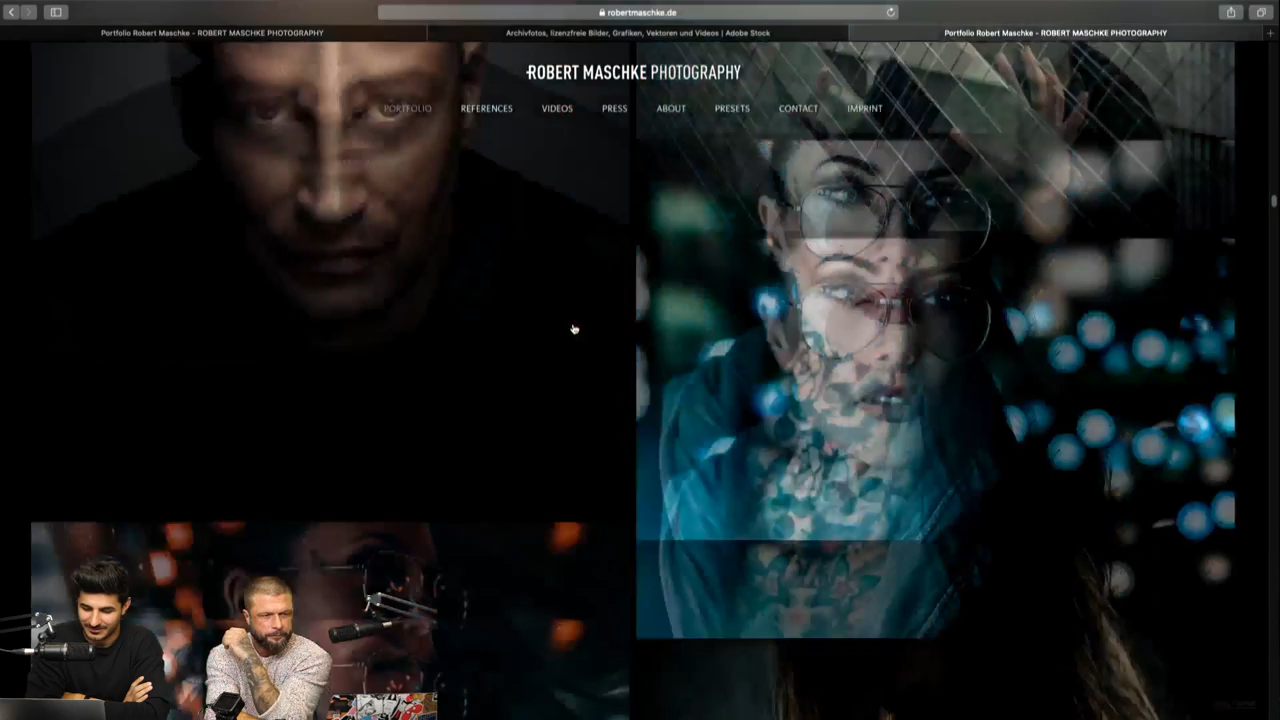 robertmaschke.de
Portfolio Robert Maschke - ROBERT MASCHKE PHOTOGRAPHY
Archivfotos, lizenzfreie Bilder, Grafiken, Vektoren und Videos | Adobe Stock
Portfolio Robert Maschke - ROBERT MASCHKE PHOTOGRAPHY
ROBERT MASCHKE PHOTOGRAPHY
PORTFOLIO REFERENCES VIDEOS PRESS ABOUT PRESETS CONTACT IMPRINT